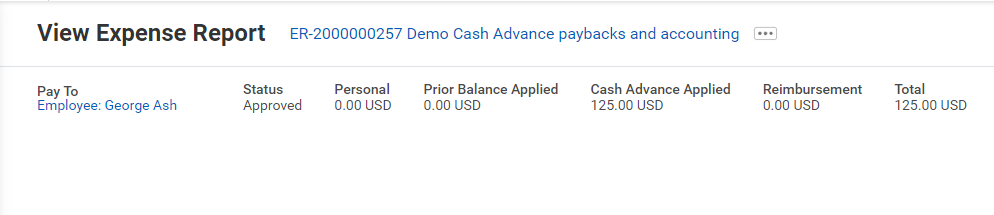 View Expense Report ER-2000000257 Demo Cash Advance paybacks and accounting
Pay To Status Personal Prior Balance Applied Cash Advance Applied Reimbursement Total
Employee: George Ash Approved 0.00 USD 0.00 USD 125.00 USD 0.00 USD 125.00 USD